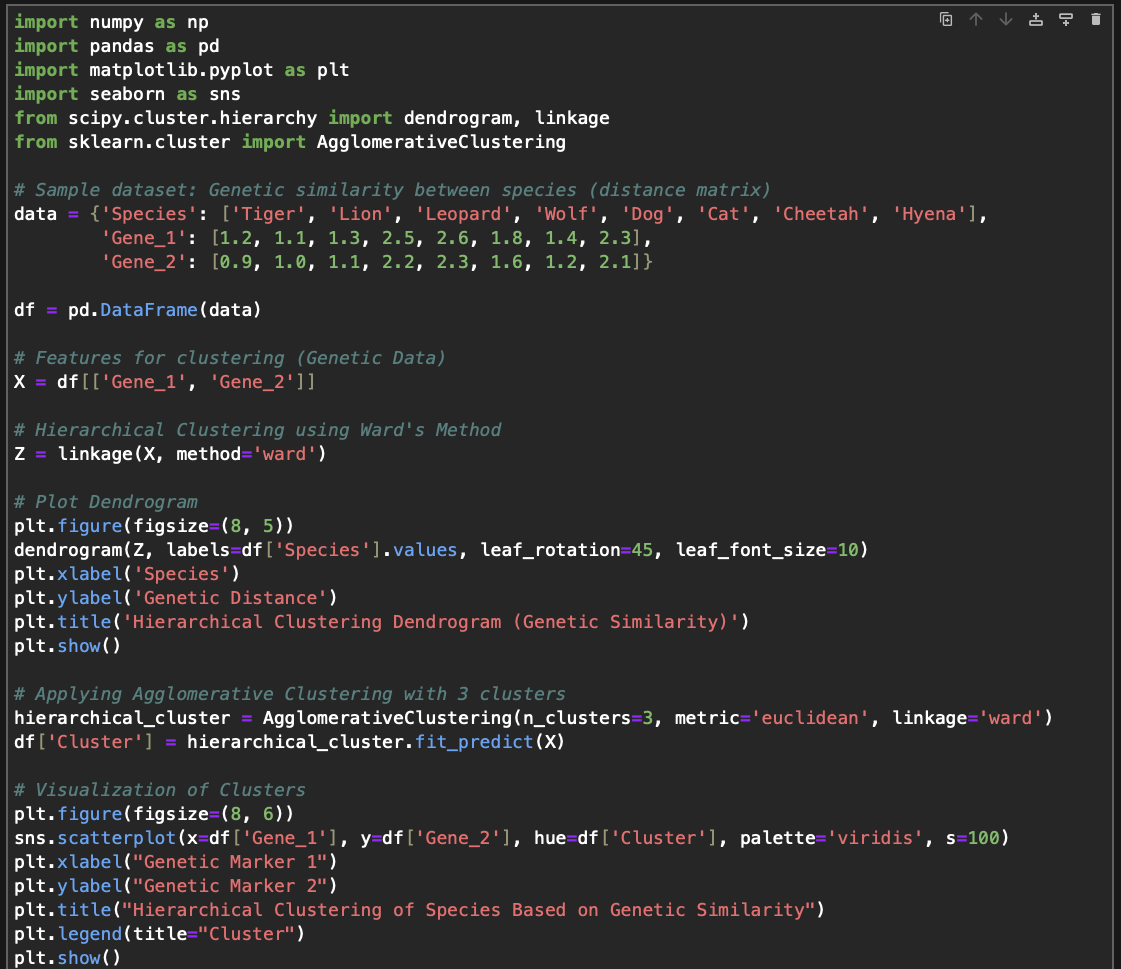 import numpy as np
import pandas as pd
import matplotlib.pyplot as plt
import seaborn as sns
from scipy.cluster.hierarchy import dendrogram, linkage
from sklearn.cluster import AgglomerativeClustering

# Sample dataset: Genetic similarity between species (distance matrix)
data = {'Species': ['Tiger', 'Lion', 'Leopard', 'Wolf', 'Dog', 'Cat', 'Cheetah', 'Hyena'],
        'Gene_1': [1.2, 1.1, 1.3, 2.5, 2.6, 1.8, 1.4, 2.3],
        'Gene_2': [0.9, 1.0, 1.1, 2.2, 2.3, 1.6, 1.2, 2.1]}

df = pd.DataFrame(data)

# Features for clustering (Genetic Data)
X = df[['Gene_1', 'Gene_2']]

# Hierarchical Clustering using Ward's Method
Z = linkage(X, method='ward')

# Plot Dendrogram
plt.figure(figsize=(8, 5))
dendrogram(Z, labels=df['Species'].values, leaf_rotation=45, leaf_font_size=10)
plt.xlabel('Species')
plt.ylabel('Genetic Distance')
plt.title('Hierarchical Clustering Dendrogram (Genetic Similarity)')
plt.show()

# Applying Agglomerative Clustering with 3 clusters
hierarchical_cluster = AgglomerativeClustering(n_clusters=3, metric='euclidean', linkage='ward')
df['Cluster'] = hierarchical_cluster.fit_predict(X)

# Visualization of Clusters
plt.figure(figsize=(8, 6))
sns.scatterplot(x=df['Gene_1'], y=df['Gene_2'], hue=df['Cluster'], palette='viridis', s=100)
plt.xlabel("Genetic Marker 1")
plt.ylabel("Genetic Marker 2")
plt.title("Hierarchical Clustering of Species Based on Genetic Similarity")
plt.legend(title="Cluster")
plt.show()